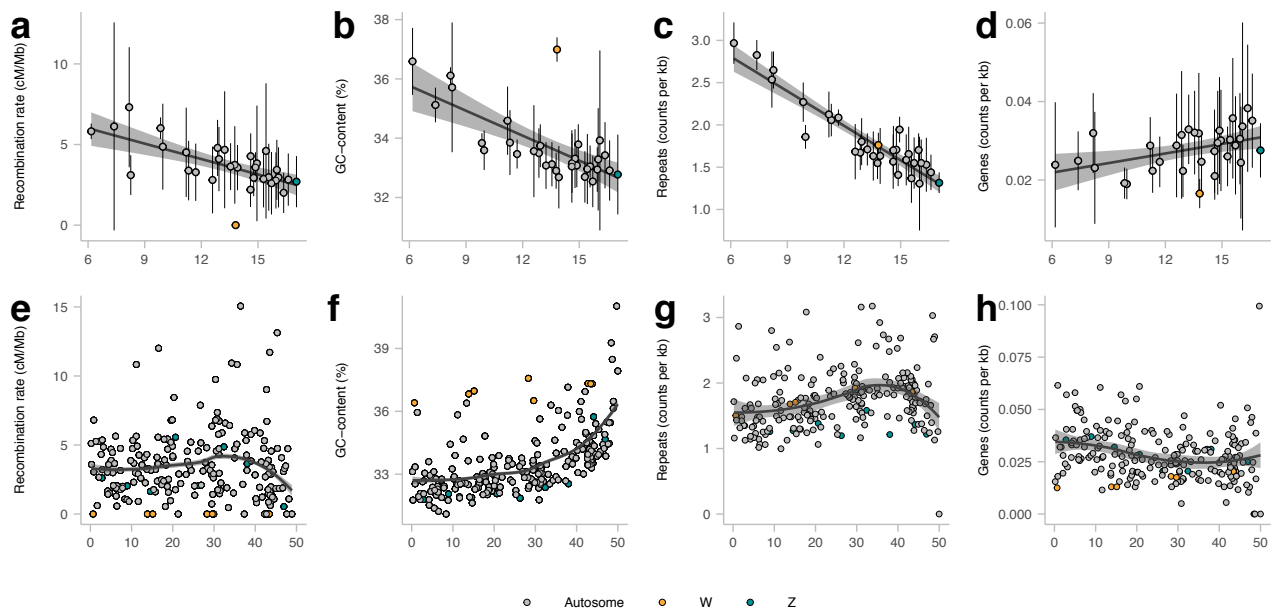 a
Recombination rate (cM/Mb)
10
5
0
6 9 12 15
b
GC−content (%)
38
36
34
32
6 9 12 15
c
Repeats (counts per kb)
3.0
2.5
2.0
1.5
1.0
6 9 12 15
d
Genes (counts per kb)
0.06
0.04
0.02
6 9 12 15
e
Recombination rate (cM/Mb)
15
10
5
0
0 10 20 30 40 50
f
GC−content (%)
39
36
33
0 10 20 30 40 50
g
Repeats (counts per kb)
3
2
1
0
0 10 20 30 40 50
h
Genes (counts per kb)
0.100
0.075
0.050
0.025
0.000
0 10 20 30 40 50
Autosome W Z